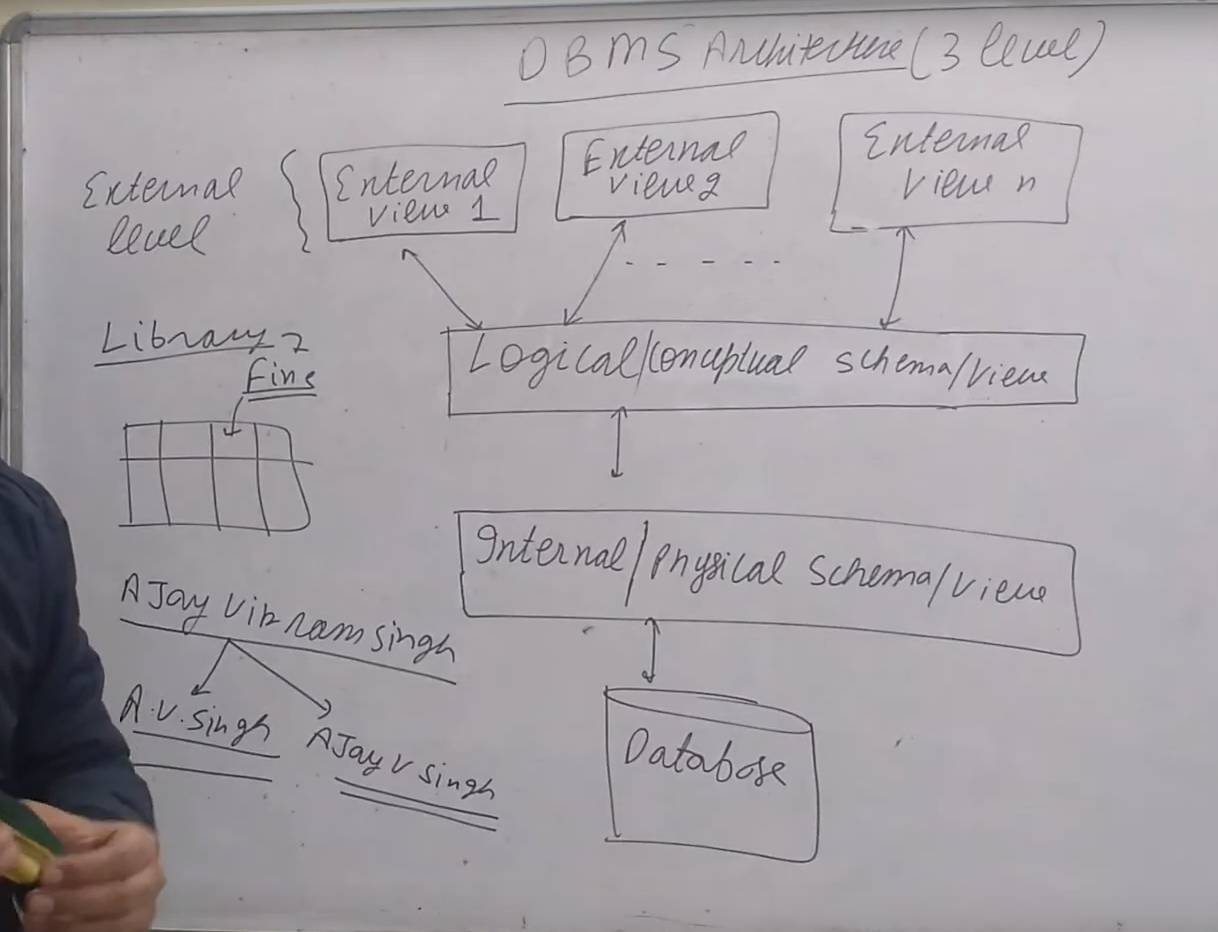 DBMS Architecture (3 level)
External
level
External
view 1
External
view 2
External
view n
- - - - -
Library
Fine
Logical/Conceptual Schema/View
Internal/Physical Schema/View
AJay Vikram Singh
A.V. Singh
AJay V Singh
Database